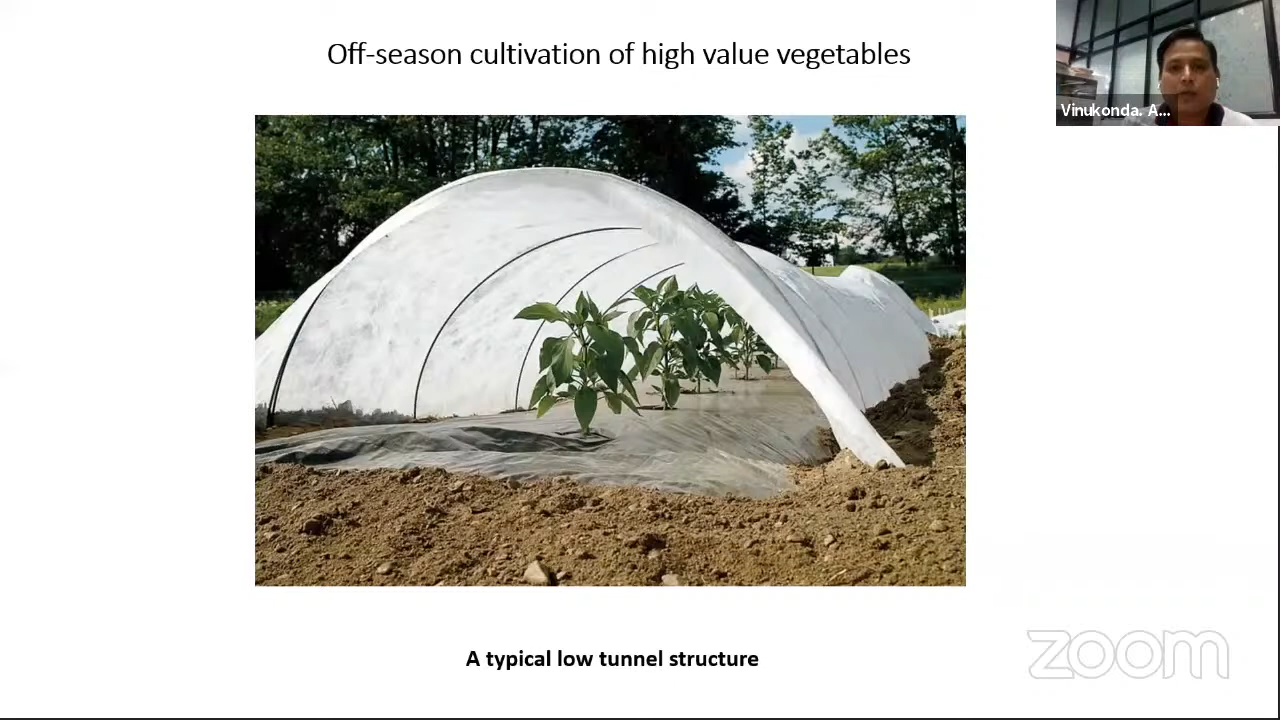 Off-season cultivation of high value vegetables
Vinukonda. A...
A typical low tunnel structure
zoom